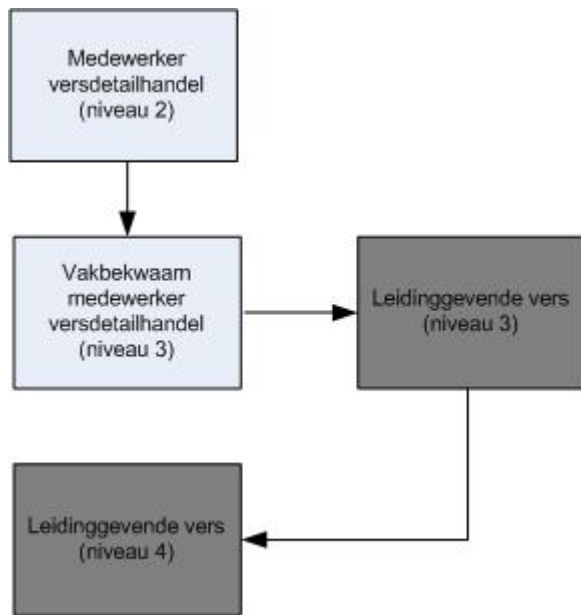 Medewerker
versdetailhandel
(niveau 2)
Vakbekwaam
medewerker
versdetailhandel
(niveau 3)
Leidinggevende vers
(niveau 3)
Leidinggevende vers
(niveau 4)